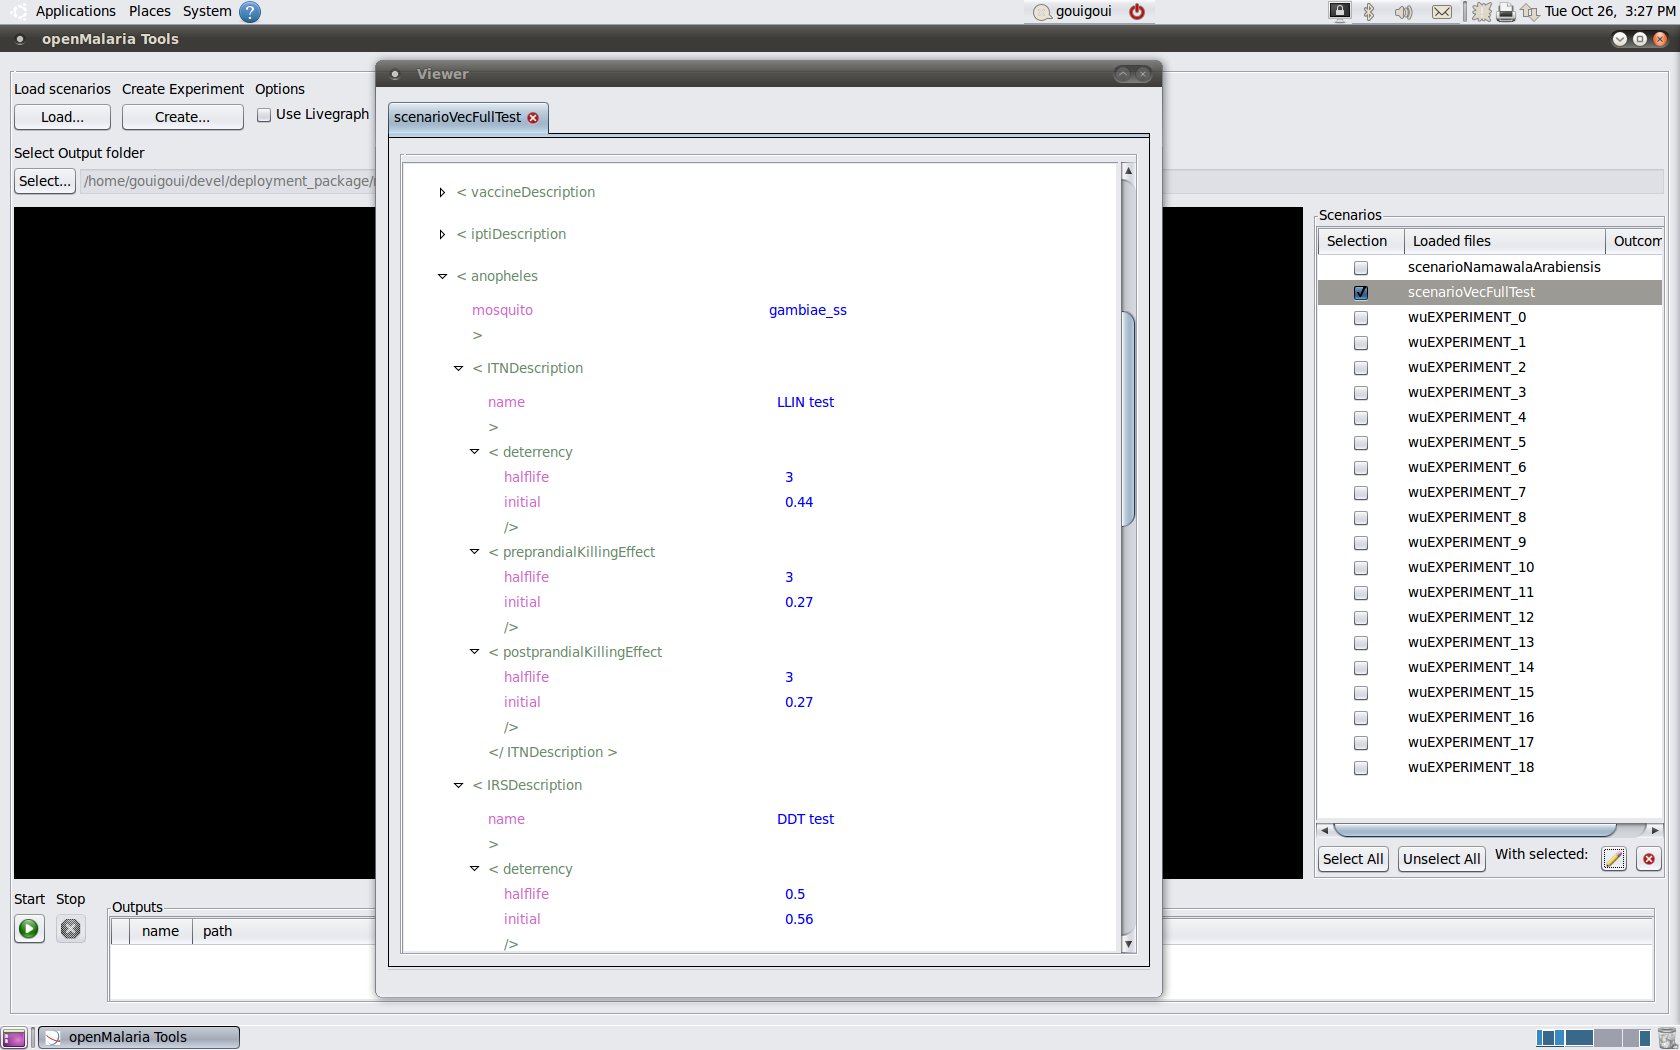 Applications Places System ? gouigoui Tue Oct 26, 3:27 PM
openMalaria Tools
Load scenarios Create Experiment Options
Load... Create... Use Livegraph
Select Output folder
Select... /home/gouigoui/devel/deployment_package/
Viewer
scenarioVecFullTest
< vaccineDescription
< iptiDescription
< anopheles
mosquito gambiae_ss
>
< ITNDescription
name LLIN test
>
< deterrency
halflife 3
initial 0.44
/>
< preprandialKillingEffect
halflife 3
initial 0.27
/>
< postprandialKillingEffect
halflife 3
initial 0.27
/>
</ ITNDescription >
< IRSDescription
name DDT test
>
< deterrency
halflife 0.5
initial 0.56
/>
Scenarios
Selection Loaded files Outcom
scenarioNamawalaArabiensis
scenarioVecFullTest
wuEXPERIMENT_0
wuEXPERIMENT_1
wuEXPERIMENT_2
wuEXPERIMENT_3
wuEXPERIMENT_4
wuEXPERIMENT_5
wuEXPERIMENT_6
wuEXPERIMENT_7
wuEXPERIMENT_8
wuEXPERIMENT_9
wuEXPERIMENT_10
wuEXPERIMENT_11
wuEXPERIMENT_12
wuEXPERIMENT_13
wuEXPERIMENT_14
wuEXPERIMENT_15
wuEXPERIMENT_16
wuEXPERIMENT_17
wuEXPERIMENT_18
Select All Unselect All With selected:
Start Stop
Outputs
name path
openMalaria Tools